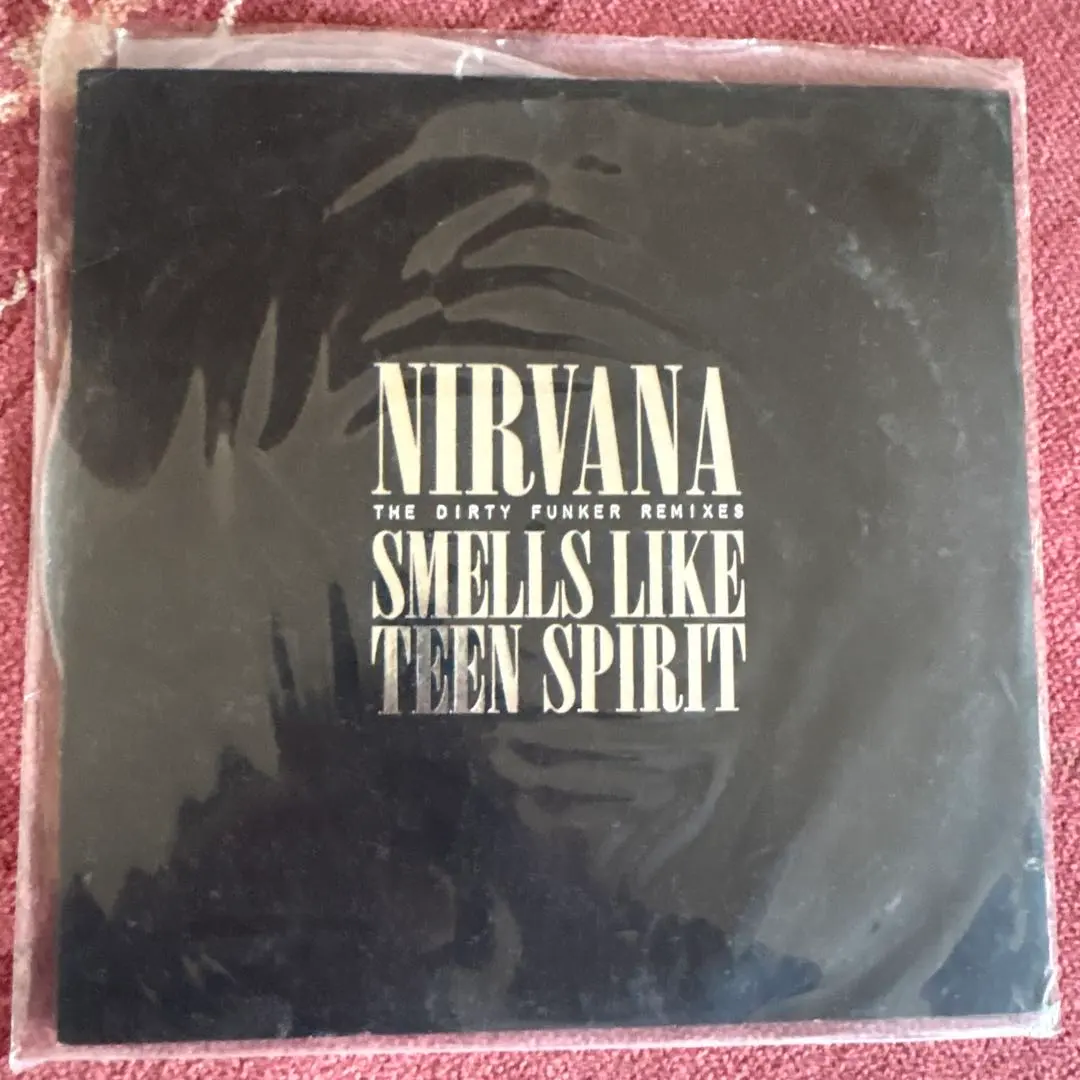 NIRVANA
THE DIRTY FUNKER REMIXES
SMELLS LIKE
TEEN SPIRIT